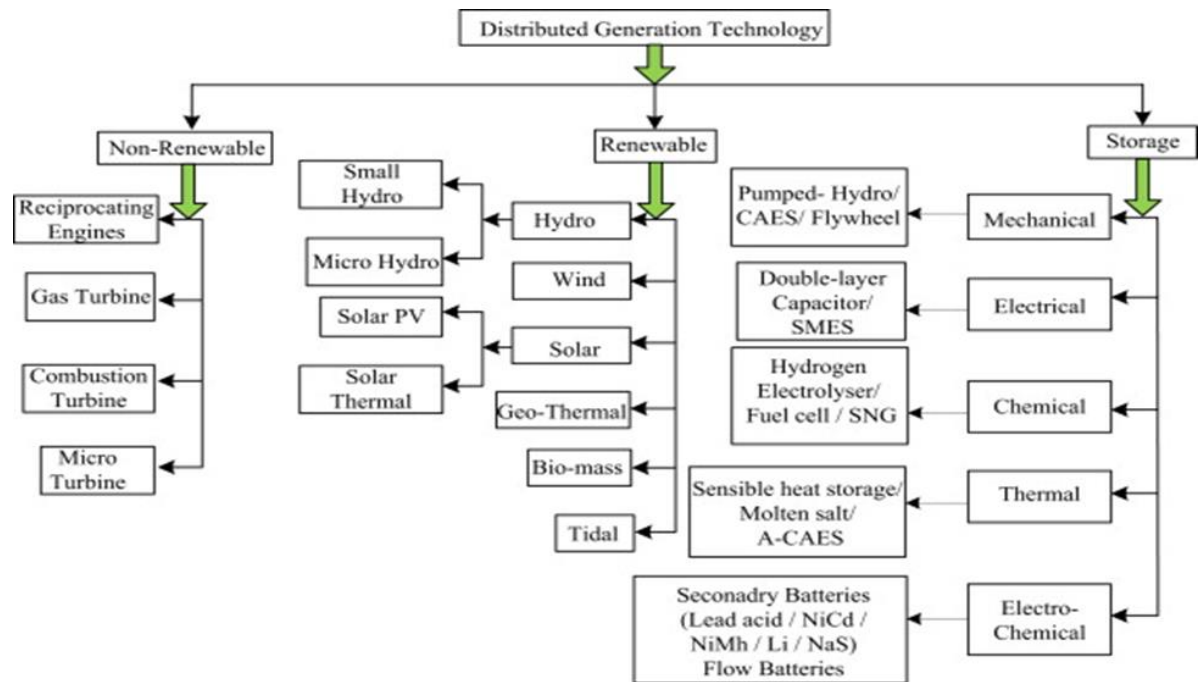 Distributed Generation Technology
Non-Renewable
Renewable
Storage
Reciprocating
Engines
Gas Turbine
Combustion
Turbine
Micro
Turbine
Small
Hydro
Micro Hydro
Hydro
Wind
Solar PV
Solar
Thermal
Solar
Geo-Thermal
Bio-mass
Tidal
Pumped- Hydro/
CAES/ Flywheel
Mechanical
Double-layer
Capacitor/
SMES
Electrical
Hydrogen
Electrolyser/
Fuel cell / SNG
Chemical
Sensible heat storage/
Molten salt/
A-CAES
Thermal
Seconadry Batteries
(Lead acid / NiCd /
NiMh / Li / NaS)
Flow Batteries
Electro-
Chemical